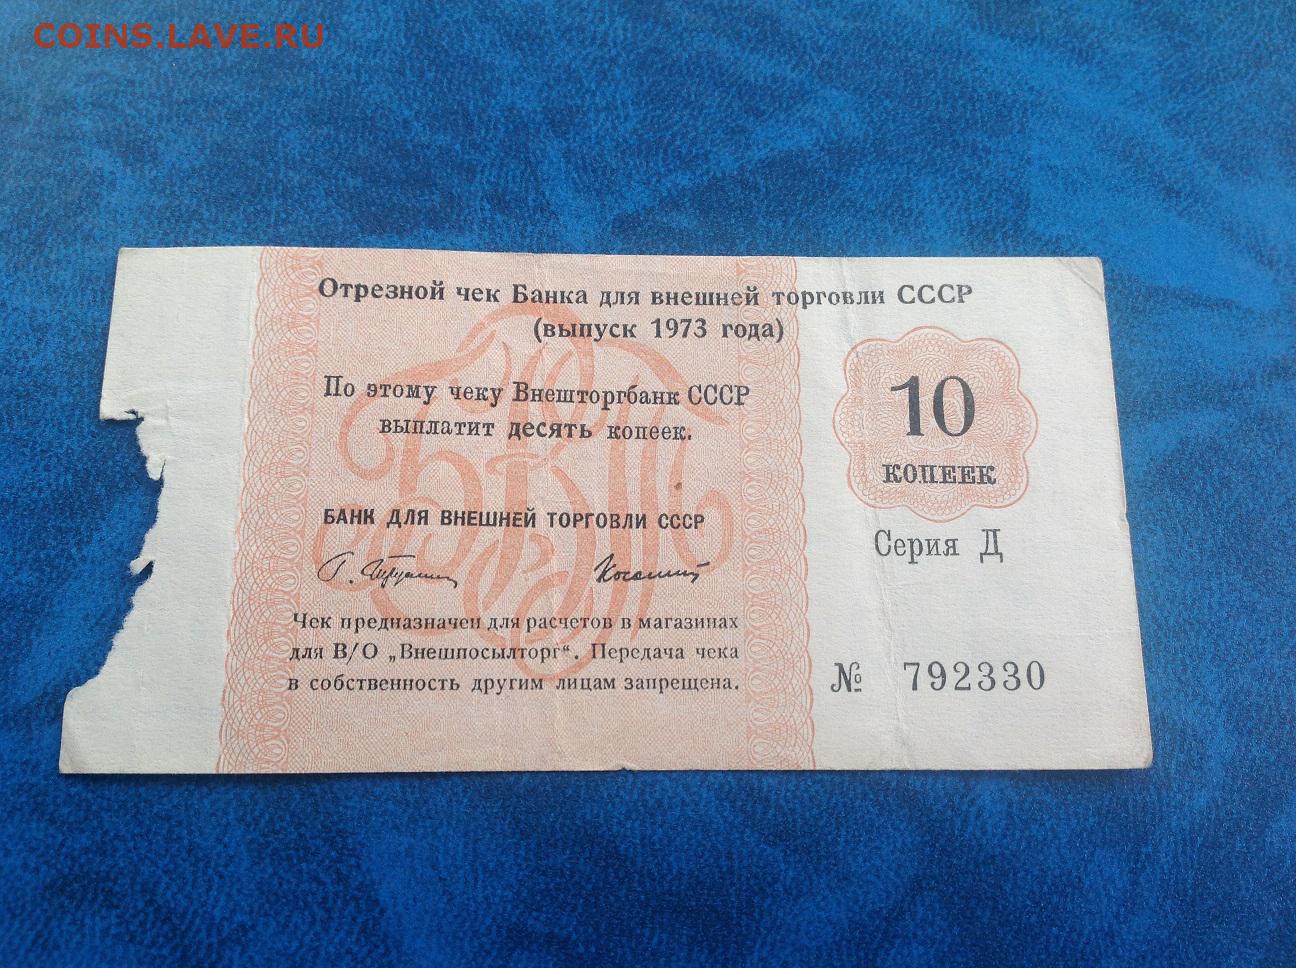 COINS.LAVE.RU
Отрезной чек Банка для внешней торговли СССР
(выпуск 1973 года)
По этому чеку Внешторгбанк СССР
выплатит десять копеек.
10
КОПЕЕК
БАНК ДЛЯ ВНЕШНЕЙ ТОРГОВЛИ СССР
Серия Д
Чек предназначен для расчетов в магазинах
для В/О „Внешпосылторг“. Передача чека
в собственность другим лицам запрещена.
№ 792330